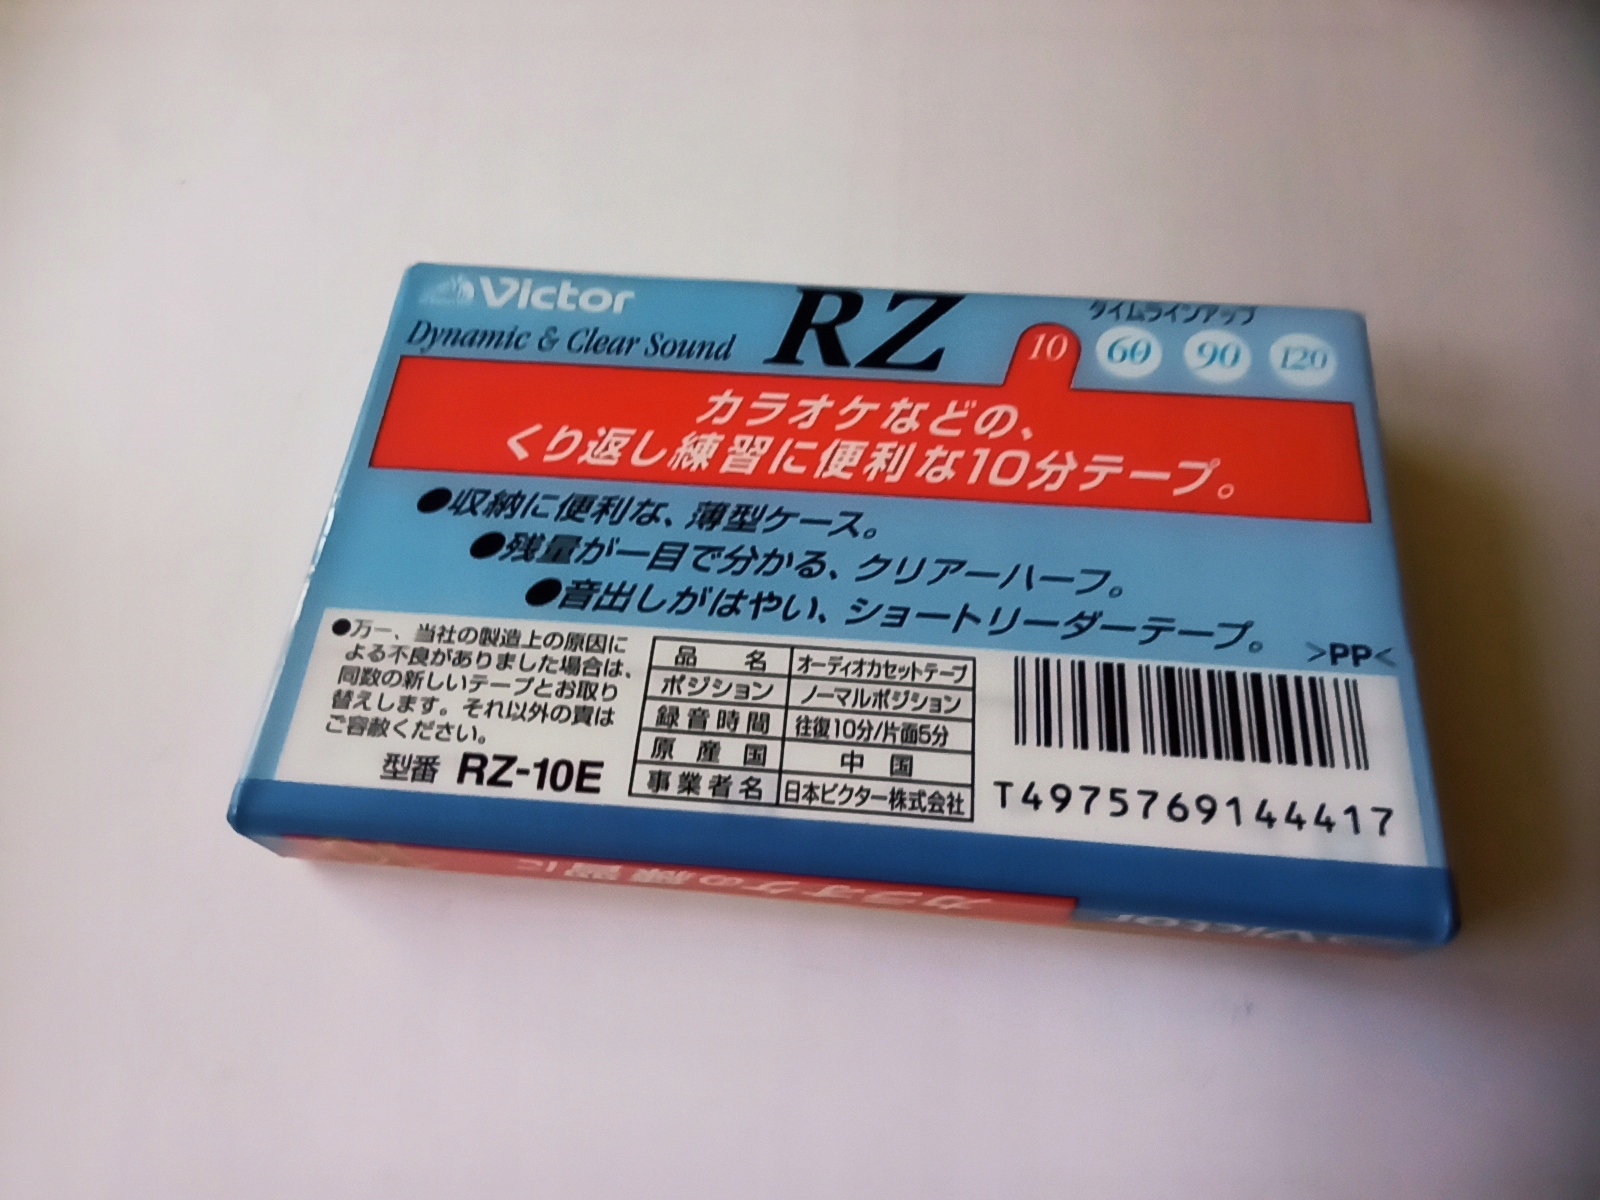 Victor
Dynamic & Clear Sound
RZ
タイムラインアップ
10 60 90 120
カラオケなどの、
くり返し練習に便利な10分テープ。
●収納に便利な、薄型ケース。
●残量が一目で分かる、クリアーハーフ。
●音出しがはやい、ショートリーダーテープ。
>PP<
●万一、当社の製造上の原因に
よる不良がありました場合は、
同数の新しいテープとお取り
替えします。それ以外の責は
ご容赦ください。
型番 RZ-10E
品名 オーディオカセットテープ
ポジション ノーマルポジション
録音時間 往復10分/片面5分
原産国 中国
事業者名 日本ビクター株式会社
T4975769144417
カラオケの練習に
Victor